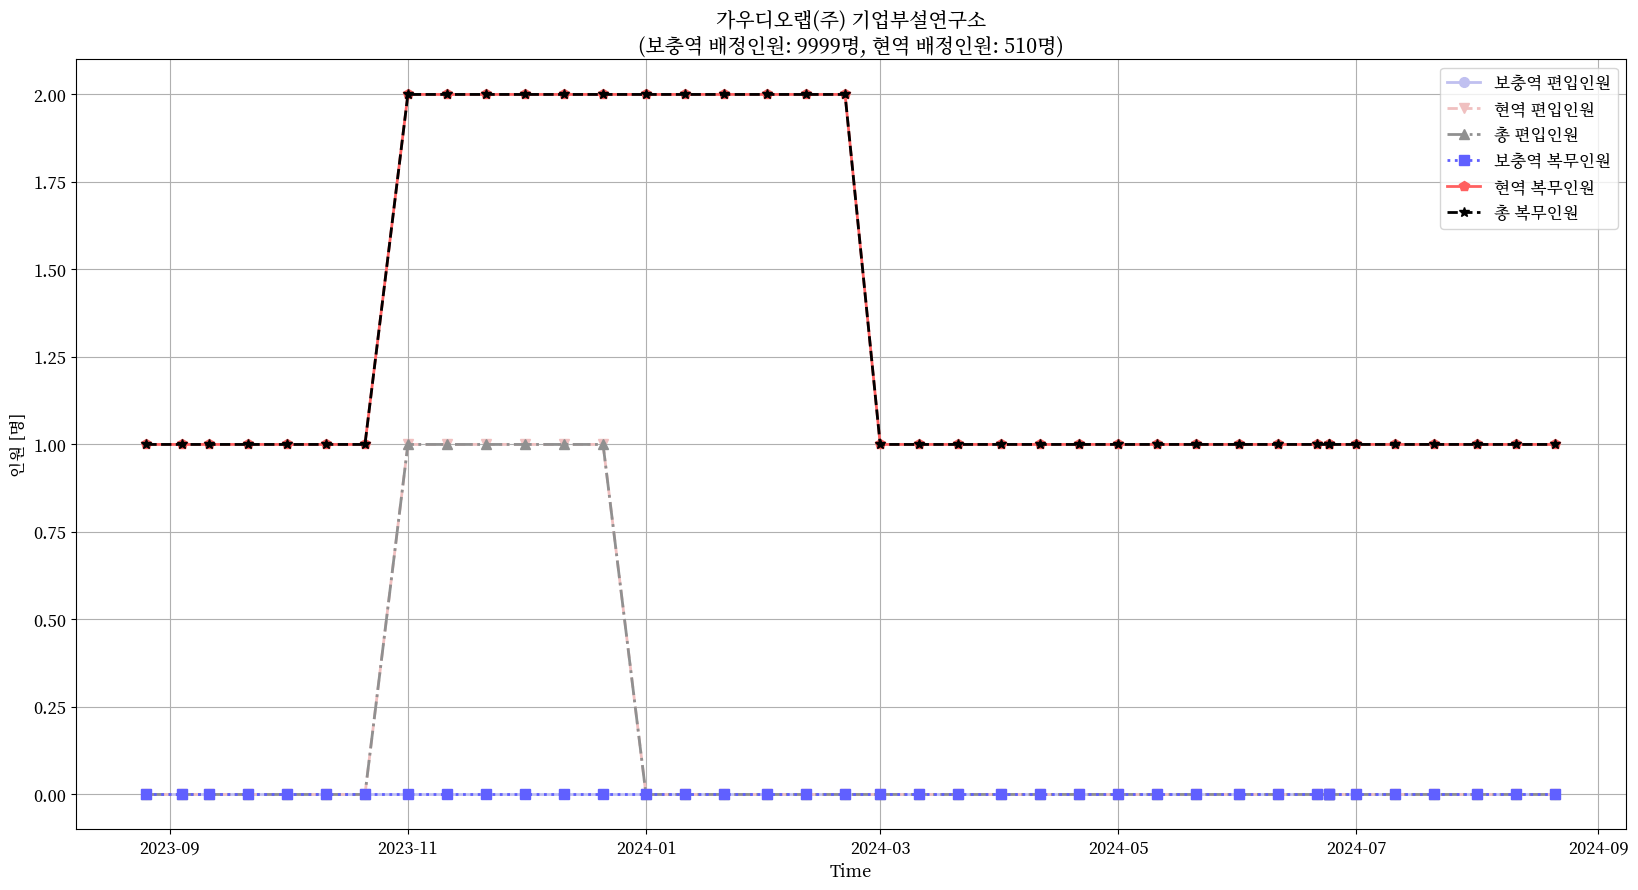 가우디오랩(주) 기업부설연구소
(보충역 배정인원: 9999명, 현역 배정인원: 510명)
보충역 편입인원
현역 편입인원
총 편입인원
보충역 복무인원
현역 복무인원
총 복무인원
인원 [명]
2.00
1.75
1.50
1.25
1.00
0.75
0.50
0.25
0.00
2023-09
2023-11
2024-01
2024-03
2024-05
2024-07
2024-09
Time